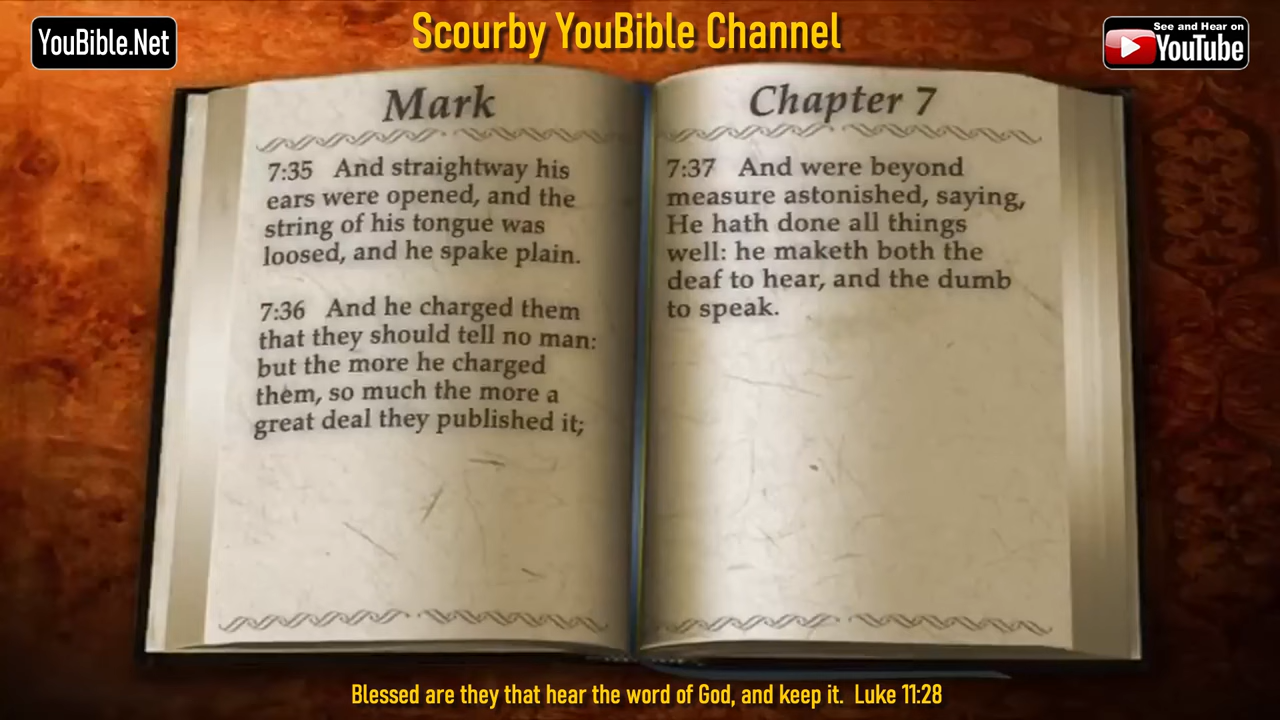 YouBible.Net
Scourby YouBible Channel
See and Hear on
YouTube
Mark
7:35 And straightway his
ears were opened, and the
string of his tongue was
loosed, and he spake plain.
7:36 And he charged them
that they should tell no man:
but the more he charged
them, so much the more a
great deal they published it;
Chapter 7
7:37 And were beyond
measure astonished, saying,
He hath done all things
well: he maketh both the
deaf to hear, and the dumb
to speak.
Blessed are they that hear the word of God, and keep it. Luke 11:28